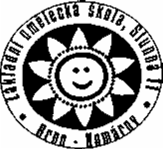 Základní umělecká škola, Slunná 11
Brno - Komárov